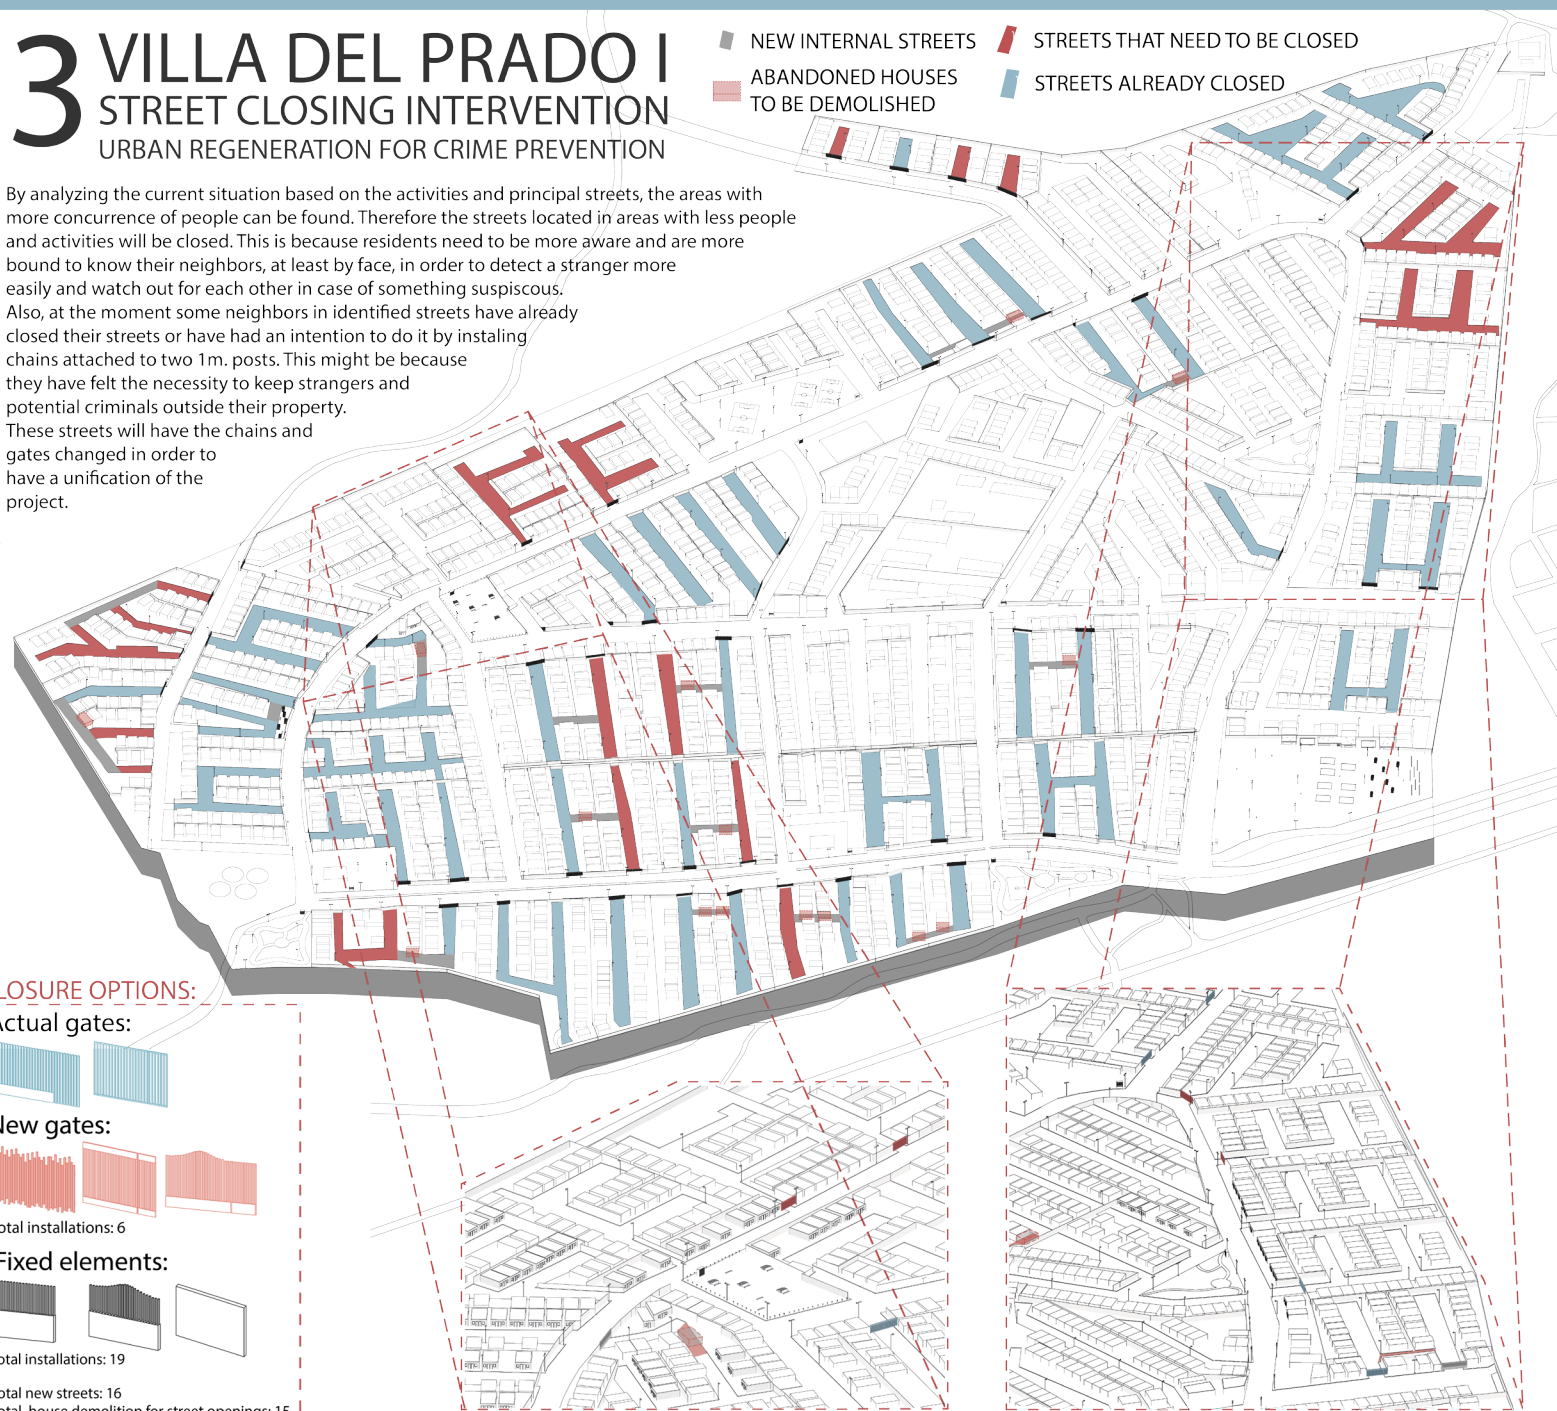 3 VILLA DEL PRADO I
STREET CLOSING INTERVENTION
URBAN REGENERATION FOR CRIME PREVENTION
NEW INTERNAL STREETS
ABANDONED HOUSES
TO BE DEMOLISHED
STREETS THAT NEED TO BE CLOSED
STREETS ALREADY CLOSED
By analyzing the current situation based on the activities and principal streets, the areas with
more concurrence of people can be found. Therefore the streets located in areas with less people
and activities will be closed. This is because residents need to be more aware and are more
bound to know their neighbors, at least by face, in order to detect a stranger more
easily and watch out for each other in case of something suspiscous.
Also, at the moment some neighbors in identified streets have already
closed their streets or have had an intention to do it by instaling
chains attached to two 1m. posts. This might be because
they have felt the necessity to keep strangers and
potential criminals outside their property.
These streets will have the chains and
gates changed in order to
have a unification of the
project.
LOSURE OPTIONS:
Actual gates:
New gates:
otal installations: 6
Fixed elements:
otal installations: 19
otal new streets: 16
otal house demolition for street openings: 15